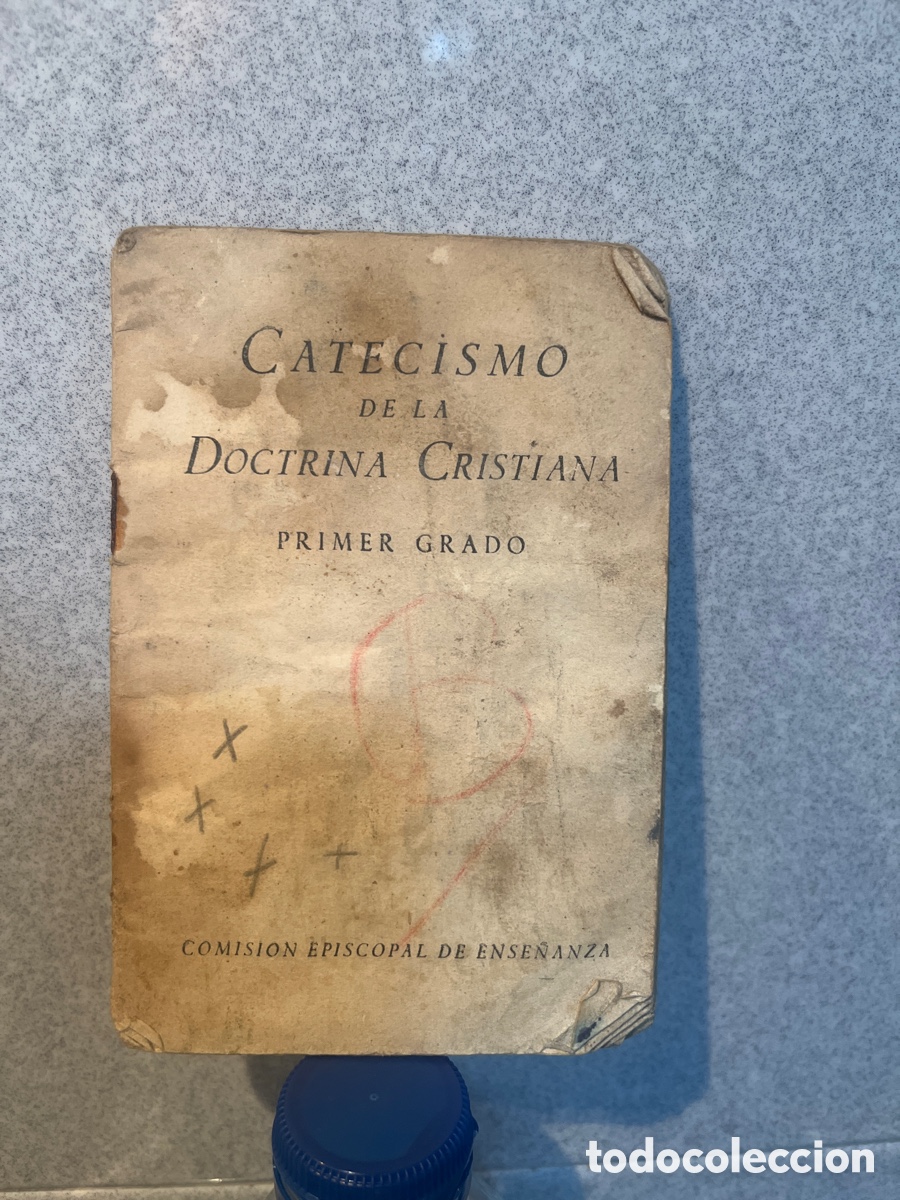 CATECISMO
DE LA
DOCTRINA CRISTIANA
PRIMER GRADO
COMISION EPISCOPAL DE ENSEÑANZA
todocoleccion